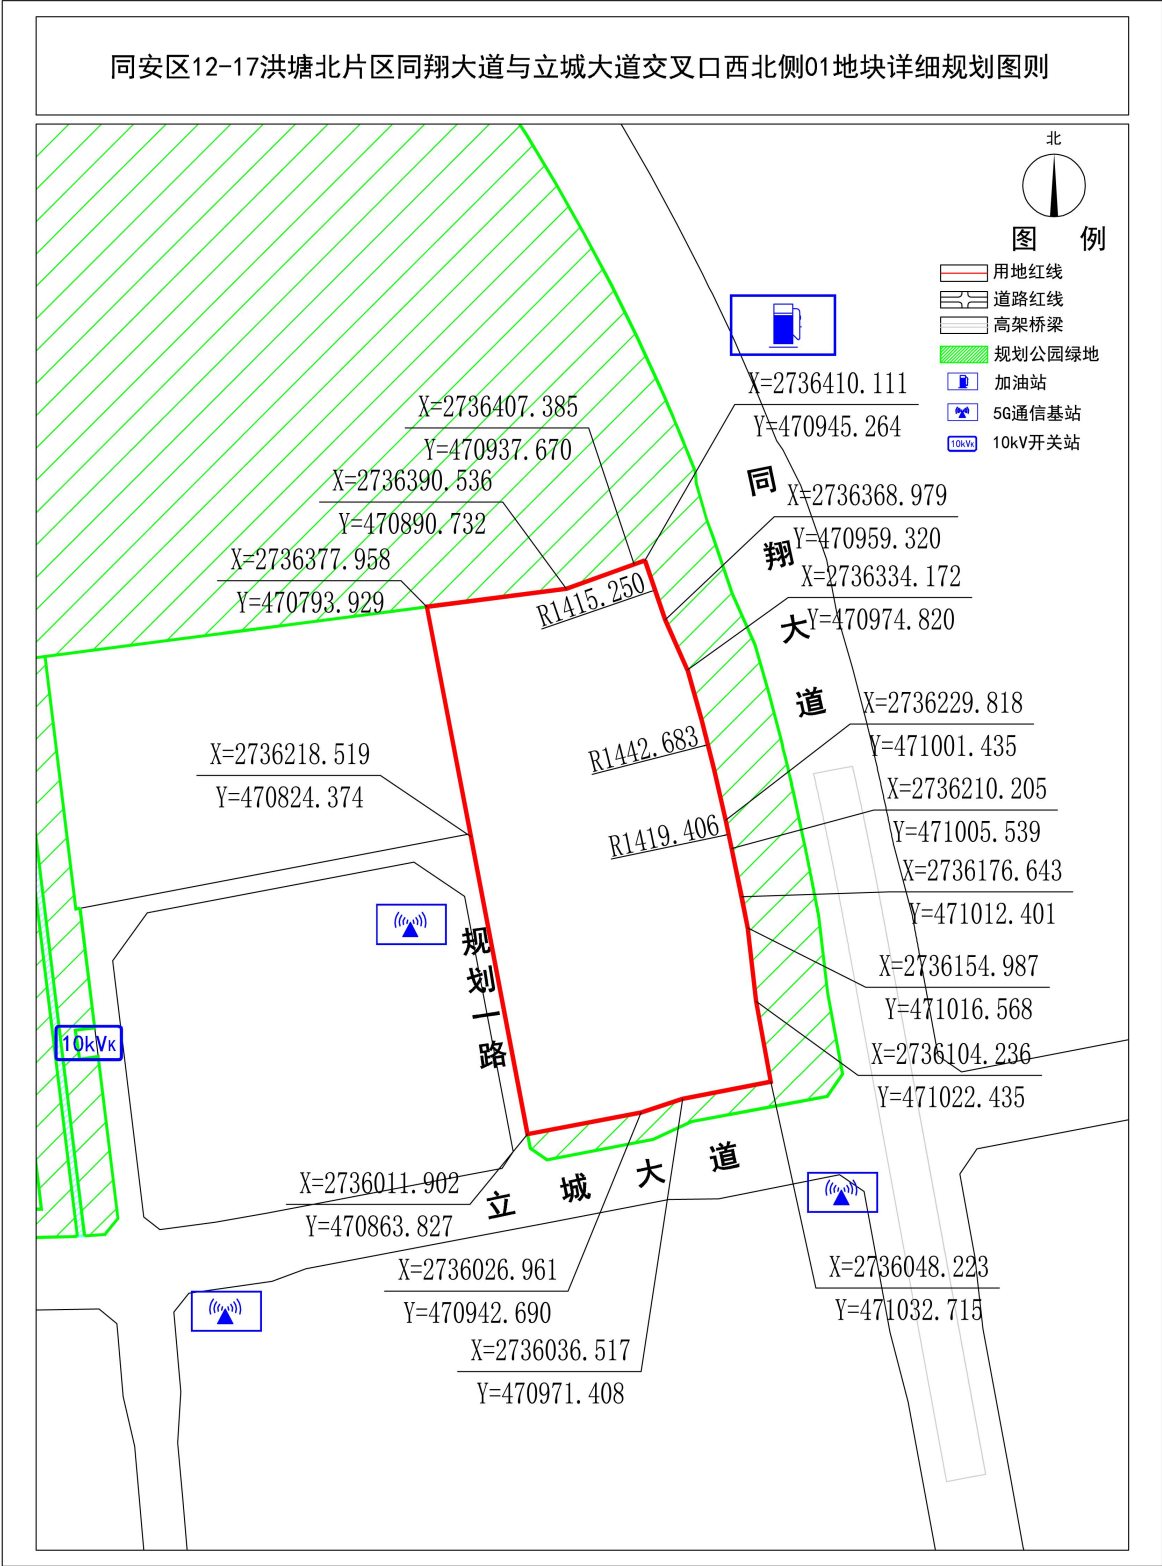 同安区12-17洪塘北片区同翔大道与立城大道交叉口西北侧01地块详细规划图则
北
图 例
用地红线
道路红线
高架桥梁
规划公园绿地
加油站
5G通信基站
10kVK
10kV开关站
X=2736410.111
Y=470945.264
X=2736407.385
Y=470937.670
X=2736390.536
Y=470890.732
X=2736377.958
Y=470793.929
同翔大道
X=2736368.979
Y=470959.320
X=2736334.172
Y=470974.820
R1415.250
R1442.683
R1419.406
X=2736229.818
Y=471001.435
X=2736218.519
Y=470824.374
X=2736210.205
Y=471005.539
X=2736176.643
Y=471012.401
X=2736154.987
Y=471016.568
规划一路
10kVK
X=2736104.236
Y=471022.435
立城大道
X=2736011.902
Y=470863.827
X=2736026.961
Y=470942.690
X=2736048.223
Y=471032.715
X=2736036.517
Y=470971.408